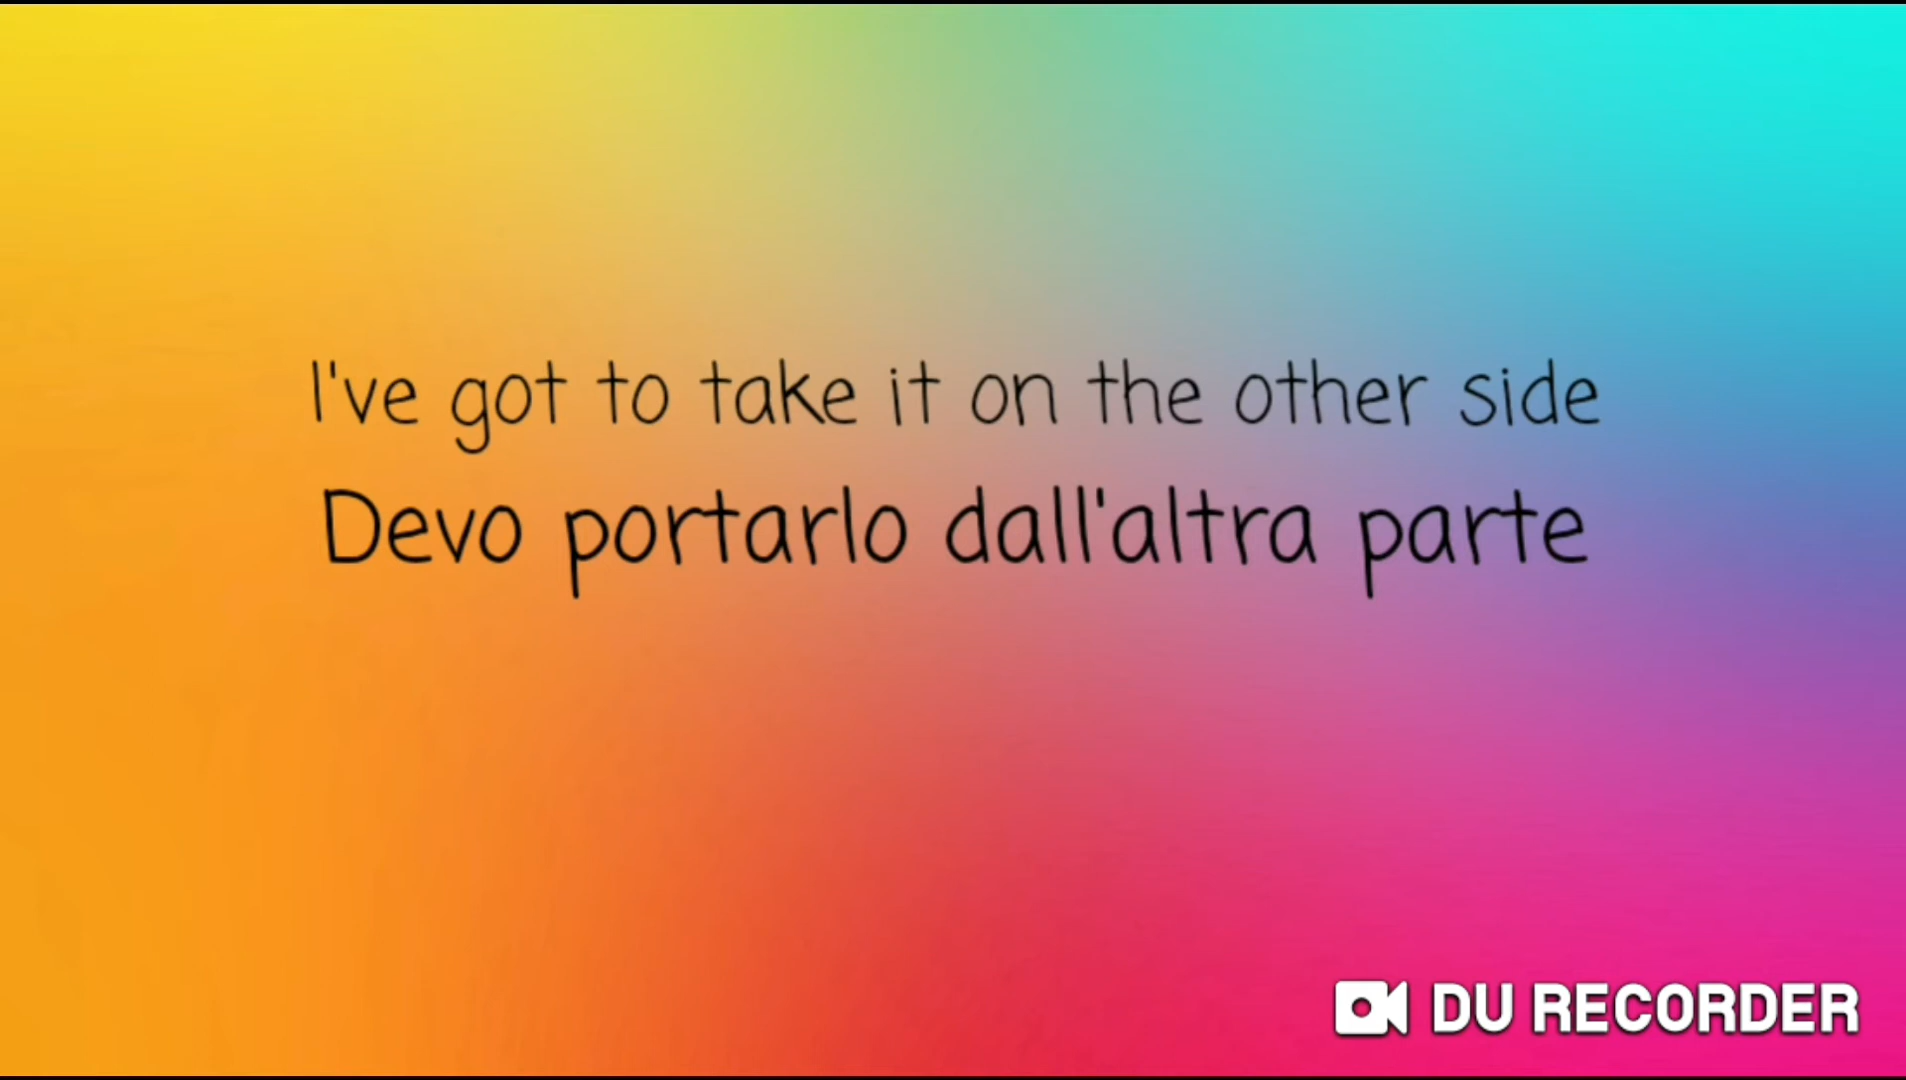 I've got to take it on the other side
Devo portarlo dall'altra parte
DU RECORDER